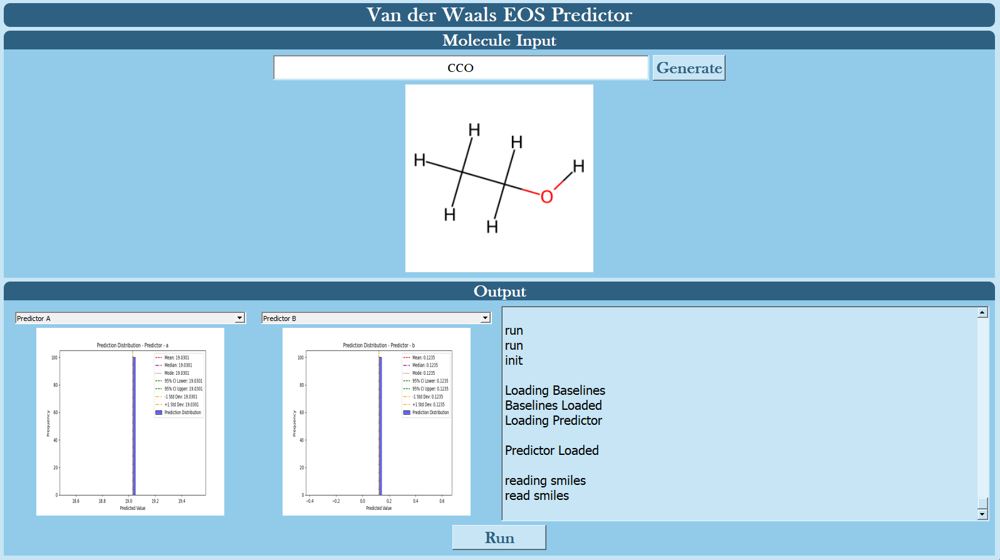 Van der Waals EOS Predictor
Molecule Input
CCO
Generate
H
H
H
H
O
H
H
Output
Predictor A
Prediction Distribution - Predictor - a
Frequency
100
80
60
40
20
0
18.6 18.8 19.0 19.2 19.4
Predicted Value
Mean: 19.0301
Median: 19.0301
Mode: 19.0301
95% CI Lower: 19.0301
95% CI Upper: 19.0301
-1 Std Dev: 19.0301
+1 Std Dev: 19.0301
Prediction Distribution
Predictor B
Prediction Distribution - Predictor - b
Frequency
100
80
60
40
20
0
−0.4 −0.2 0.0 0.2 0.4 0.6
Predicted Value
Mean: 0.1235
Median: 0.1235
Mode: 0.1235
95% CI Lower: 0.1235
95% CI Upper: 0.1235
-1 Std Dev: 0.1235
+1 Std Dev: 0.1235
Prediction Distribution
run
run
init
Loading Baselines
Baselines Loaded
Loading Predictor
Predictor Loaded
reading smiles
read smiles
Run